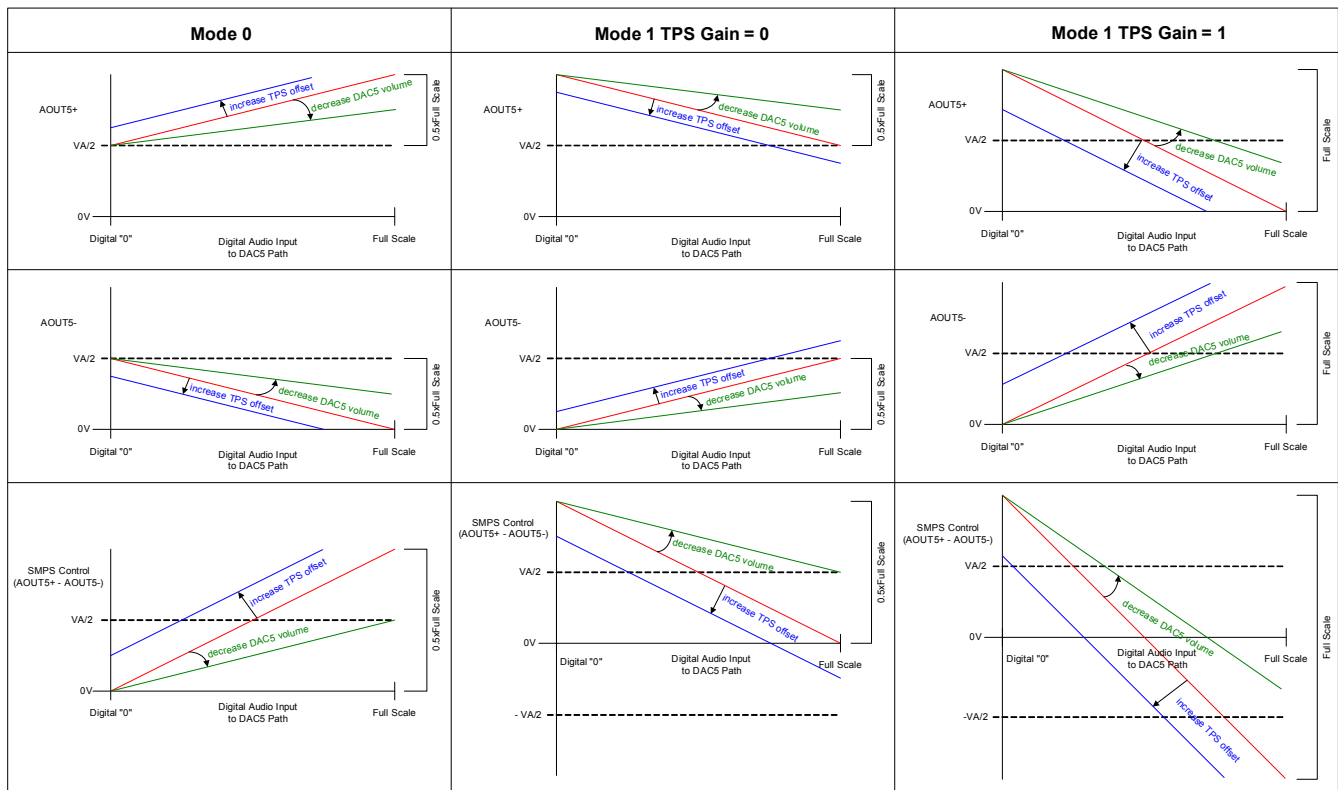 Mode 0
Mode 1 TPS Gain = 0
Mode 1 TPS Gain = 1
AOUT5+
increase TPS offset
decrease DAC5 volume
0.5xFull Scale
VA/2
0V
Digital "0"
Digital Audio Input
to DAC5 Path
Full Scale
AOUT5+
decrease DAC5 volume
increase TPS offset
0.5xFull Scale
VA/2
0V
Digital "0"
Digital Audio Input
to DAC5 Path
Full Scale
AOUT5+
decrease DAC5 volume
increase TPS offset
Full Scale
VA/2
0V
Digital "0"
Digital Audio Input
to DAC5 Path
Full Scale
AOUT5-
VA/2
increase TPS offset
decrease DAC5 volume
0.5xFull Scale
0V
Digital "0"
Digital Audio Input
to DAC5 Path
Full Scale
AOUT5-
VA/2
increase TPS offset
decrease DAC5 volume
0.5xFull Scale
0V
Digital "0"
Digital Audio Input
to DAC5 Path
Full Scale
AOUT5-
increase TPS offset
VA/2
decrease DAC5 volume
Full Scale
0V
Digital "0"
Digital Audio Input
to DAC5 Path
Full Scale
SMPS Control
(AOUT5+ - AOUT5-)
increase TPS offset
VA/2
decrease DAC5 volume
0.5xFull Scale
0V
Digital "0"
Digital Audio Input
to DAC5 Path
Full Scale
SMPS Control
(AOUT5+ - AOUT5-)
decrease DAC5 volume
VA/2
increase TPS offset
0.5xFull Scale
0V
Digital "0"
Digital Audio Input
to DAC5 Path
Full Scale
- VA/2
SMPS Control
(AOUT5+ - AOUT5-)
VA/2
decrease DAC5 volume
Full Scale
0V
Digital "0"
Digital Audio Input
to DAC5 Path
Full Scale
-VA/2
increase TPS offset